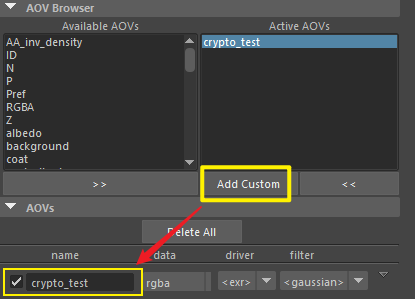 AOV Browser
Available AOVs
Active AOVs
AA_inv_density
ID
N
P
Pref
RGBA
Z
albedo
background
coat
crypto_test
>>
Add Custom
<<
AOVs
Delete All
name
data
driver
filter
crypto_test
rgba
<exr>
<gaussian>